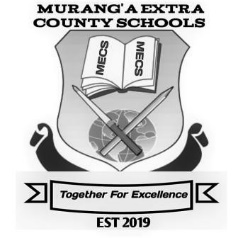 MURANG'A EXTRA
COUNTY SCHOOLS
MECS MECS
Together For Excellence
EST 2019